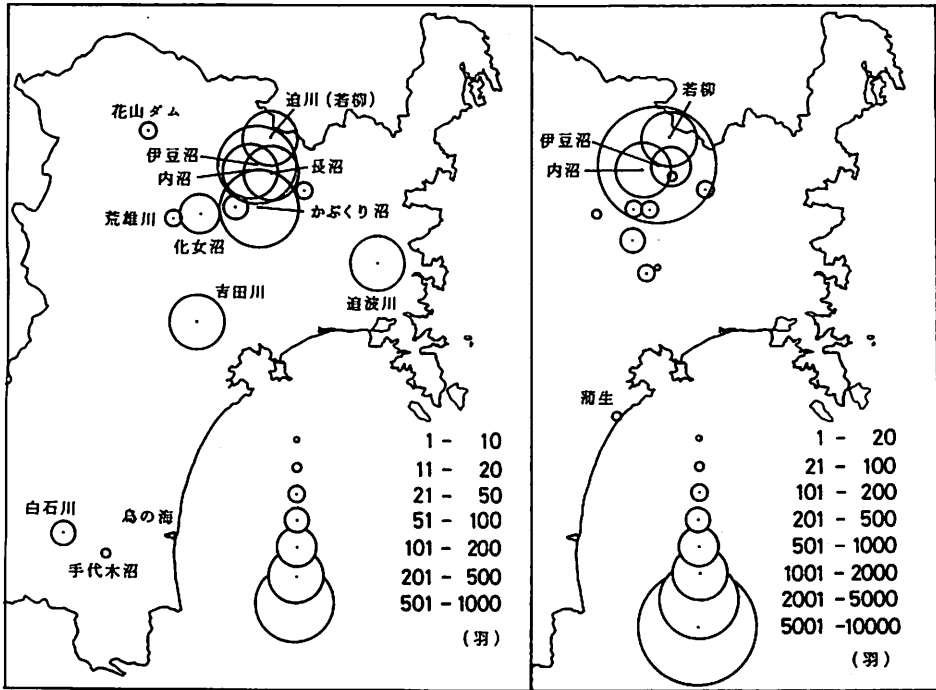 花山ダム
迫川(若柳)
伊豆沼
内沼
長沼
かぶくり沼
荒雄川
化女沼
吉田川
追波川
白石川
鳥の海
手代木沼
1 - 10
11 - 20
21 - 50
51 - 100
101 - 200
201 - 500
501 - 1000
(羽)
若柳
伊豆沼
内沼
蒲生
1 - 20
21 - 100
101 - 200
201 - 500
501 - 1000
1001 - 2000
2001 - 5000
5001 - 10000
(羽)